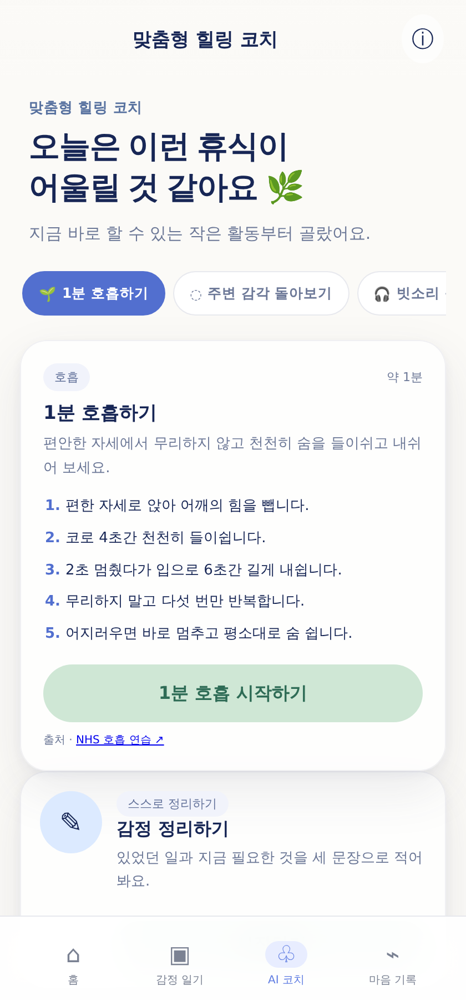 맞춤형 힐링 코치
ⓘ
맞춤형 힐링 코치
오늘은 이런 휴식이
어울릴 것 같아요 🌿
지금 바로 할 수 있는 작은 활동부터 골랐어요.
🌱 1분 호흡하기
◌ 주변 감각 돌아보기
🎧 빗소리
호흡
약 1분
1분 호흡하기
편안한 자세에서 무리하지 않고 천천히 숨을 들이쉬고 내쉬
어 보세요.
1. 편한 자세로 앉아 어깨의 힘을 뺍니다.
2. 코로 4초간 천천히 들이쉽니다.
3. 2초 멈췄다가 입으로 6초간 길게 내쉽니다.
4. 무리하지 말고 다섯 번만 반복합니다.
5. 어지러우면 바로 멈추고 평소대로 숨 쉽니다.
1분 호흡 시작하기
출처 · NHS 호흡 연습 ↗
스스로 정리하기
감정 정리하기
있었던 일과 지금 필요한 것을 세 문장으로 적어
봐요.
홈
감정 일기
AI 코치
마음 기록